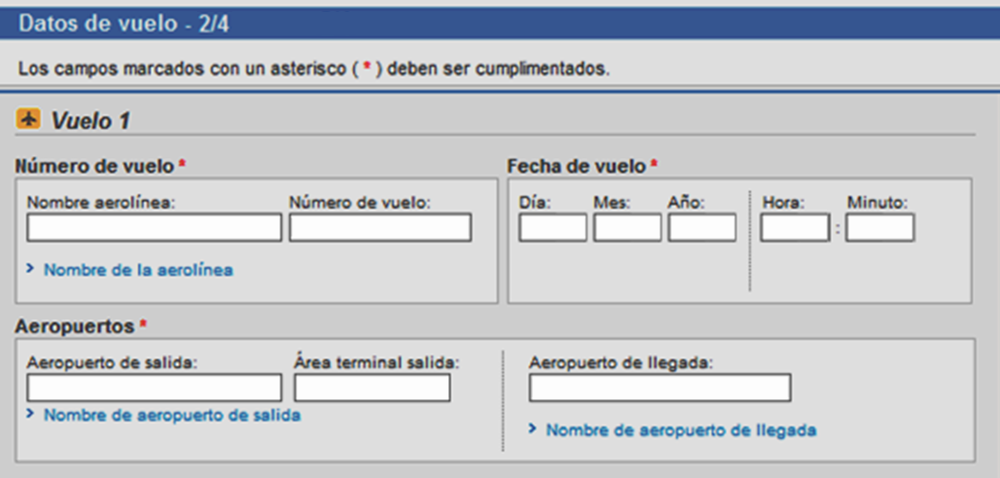 Datos de vuelo - 2/4
Los campos marcados con un asterisco ( * ) deben ser cumplimentados.
Vuelo 1
Número de vuelo *
Fecha de vuelo *
Nombre aerolínea: Número de vuelo:
Día: Mes: Año: Hora: Minuto:
:
> Nombre de la aerolínea
Aeropuertos *
Aeropuerto de salida: Área terminal salida: Aeropuerto de llegada:
> Nombre de aeropuerto de salida
> Nombre de aeropuerto de llegada